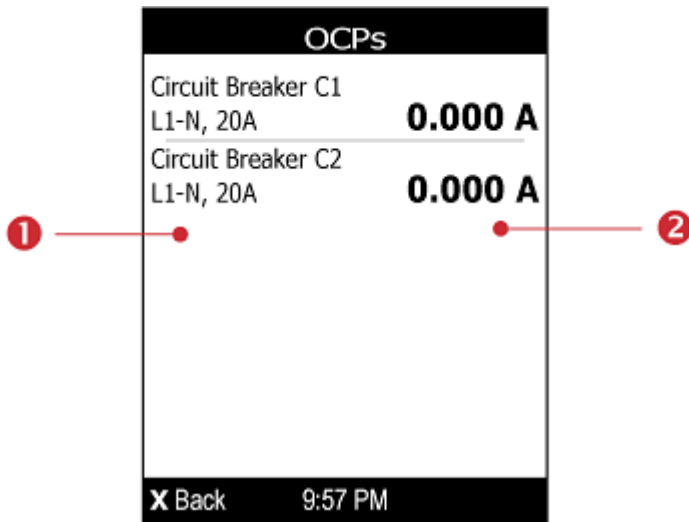 OCPs
Circuit Breaker C1
L1-N, 20A 0.000 A
Circuit Breaker C2
L1-N, 20A 0.000 A
1 2
X Back 9:57 PM